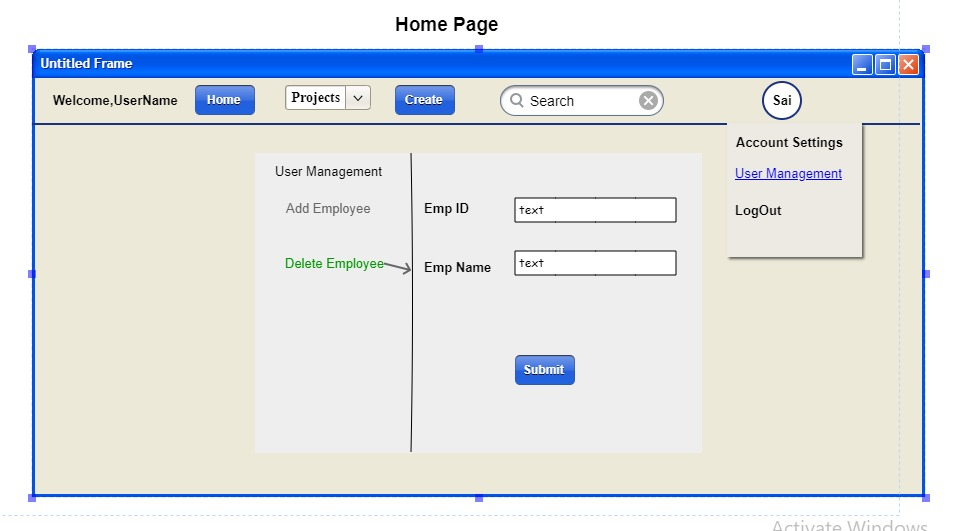 Home Page
Untitled Frame
Welcome,UserName
Home
Projects
Create
Search
Sai
Account Settings
User Management
LogOut
User Management
Add Employee
Delete Employee
Emp ID
text
Emp Name
text
Submit
Activate Windows